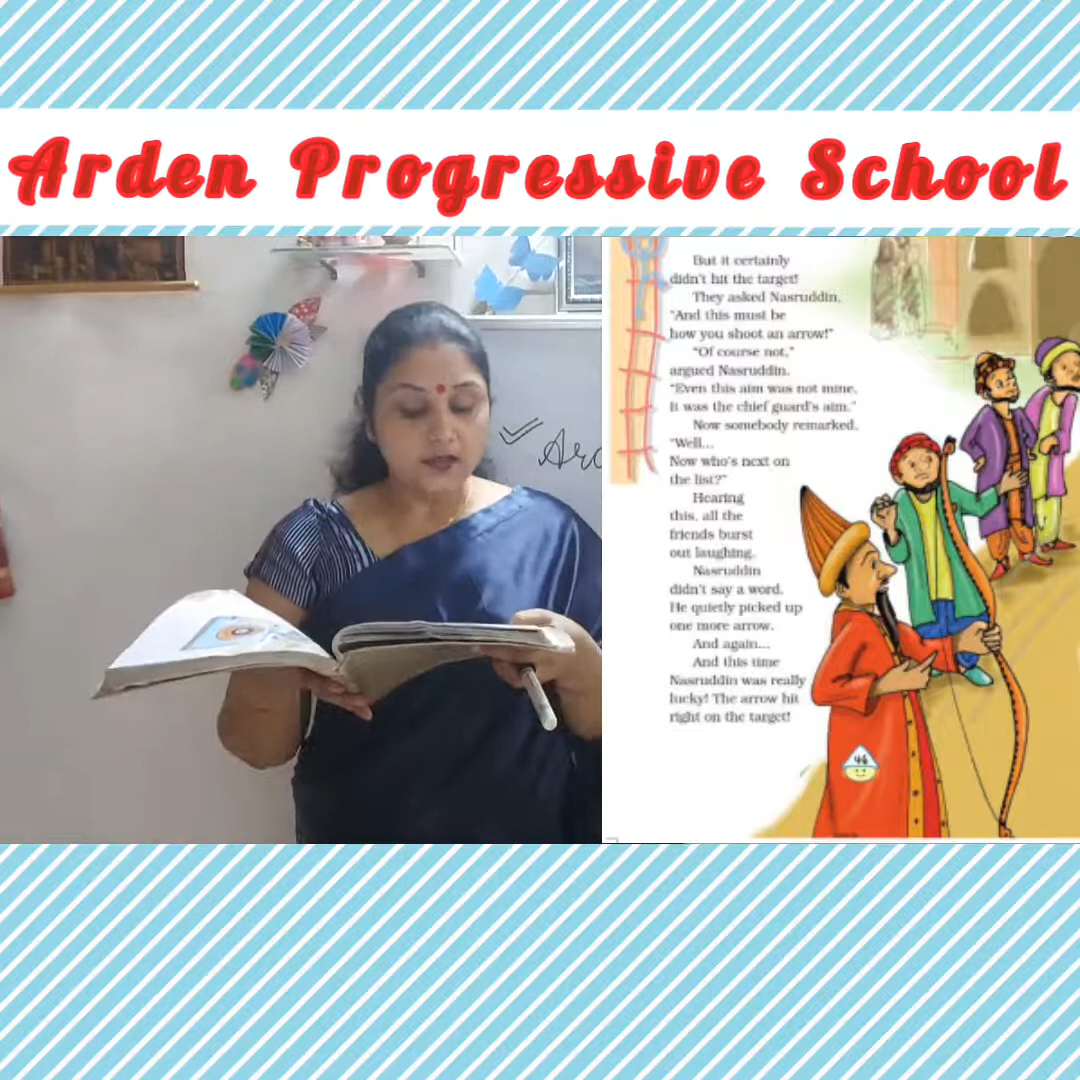 Arden Progressive School
But it certainly
didn't hit the target!
They asked Nasruddin,
"And this must be
how you shoot an arrow!"
"Of course not,"
argued Nasruddin.
"Even this aim was not mine.
It was the chief guard's aim."
Now somebody remarked,
"Well...
Now who's next on
the list?"
Hearing
this, all the
friends burst
out laughing.
Nasruddin
didn't say a word.
He quietly picked up
one more arrow.
And again...
And this time
Nasruddin was really
lucky! The arrow hit
right on the target!
46